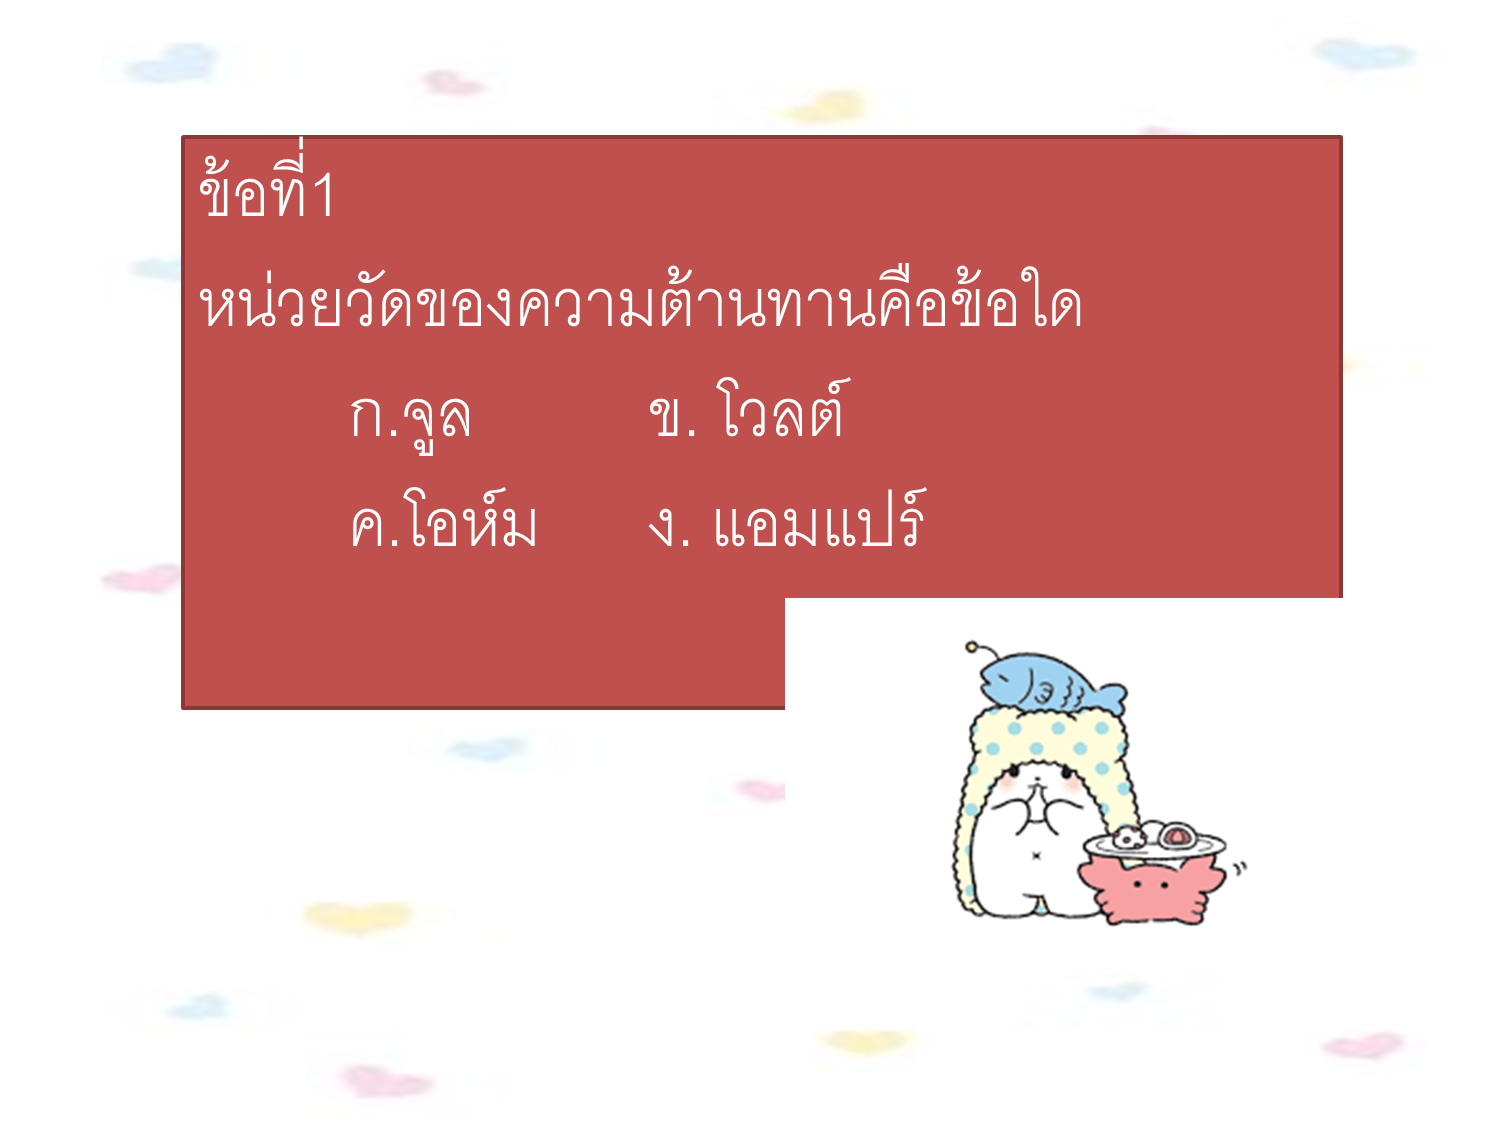 ข้อที่1
หน่วยวัดของความต้านทานคือข้อใด
ก.จูล ข. โวลต์
ค.โอห์ม ง. แอมแปร์